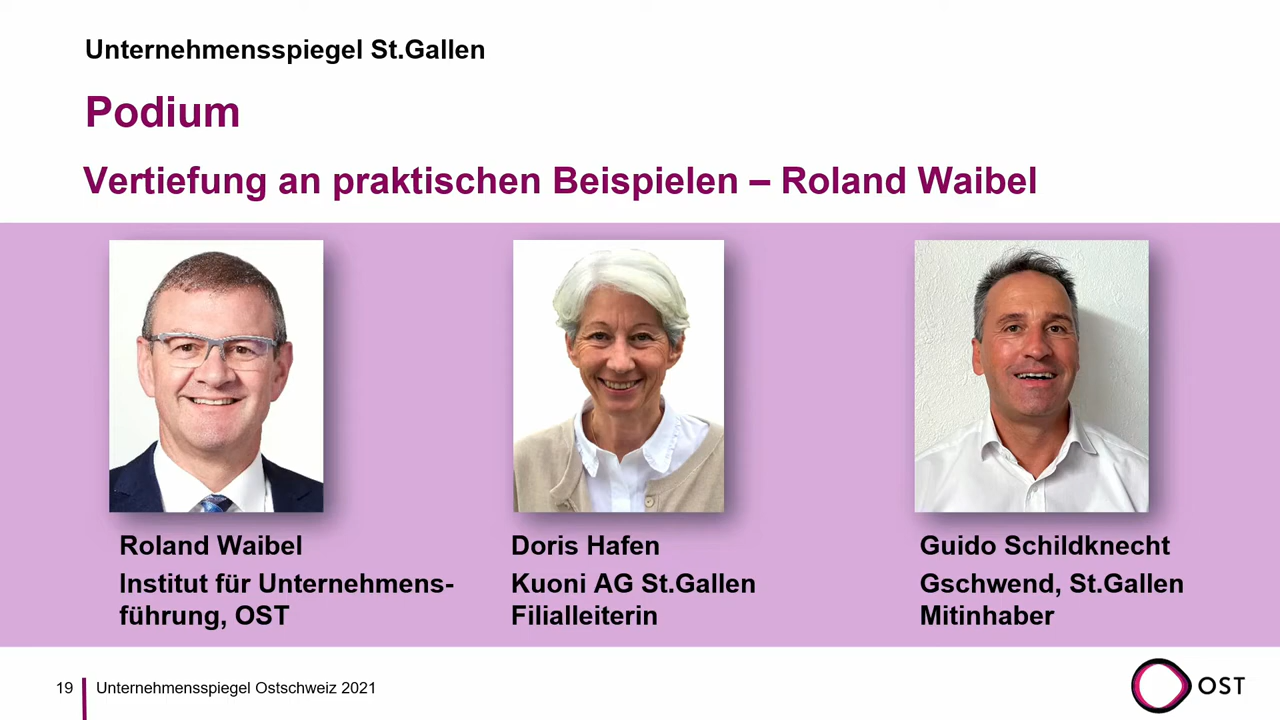 Unternehmensspiegel St.Gallen
Podium
Vertiefung an praktischen Beispielen – Roland Waibel
Roland Waibel
Institut für Unternehmens-
führung, OST
Doris Hafen
Kuoni AG St.Gallen
Filialleiterin
Guido Schildknecht
Gschwend, St.Gallen
Mitinhaber
19 Unternehmensspiegel Ostschweiz 2021
OST